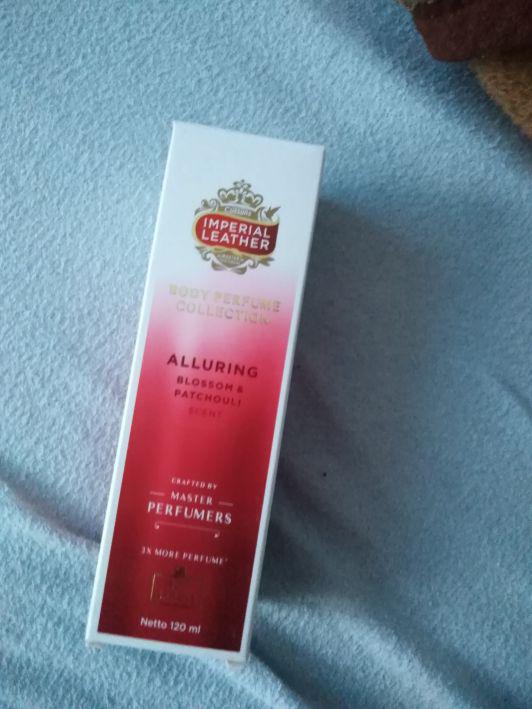 Cussons
IMPERIAL
LEATHER
BODY PERFUME
COLLECTION
ALLURING
BLOSSOM &
PATCHOULI
SCENT
CRAFTED BY
MASTER
PERFUMERS
3X MORE PERFUME*
Netto 120 ml